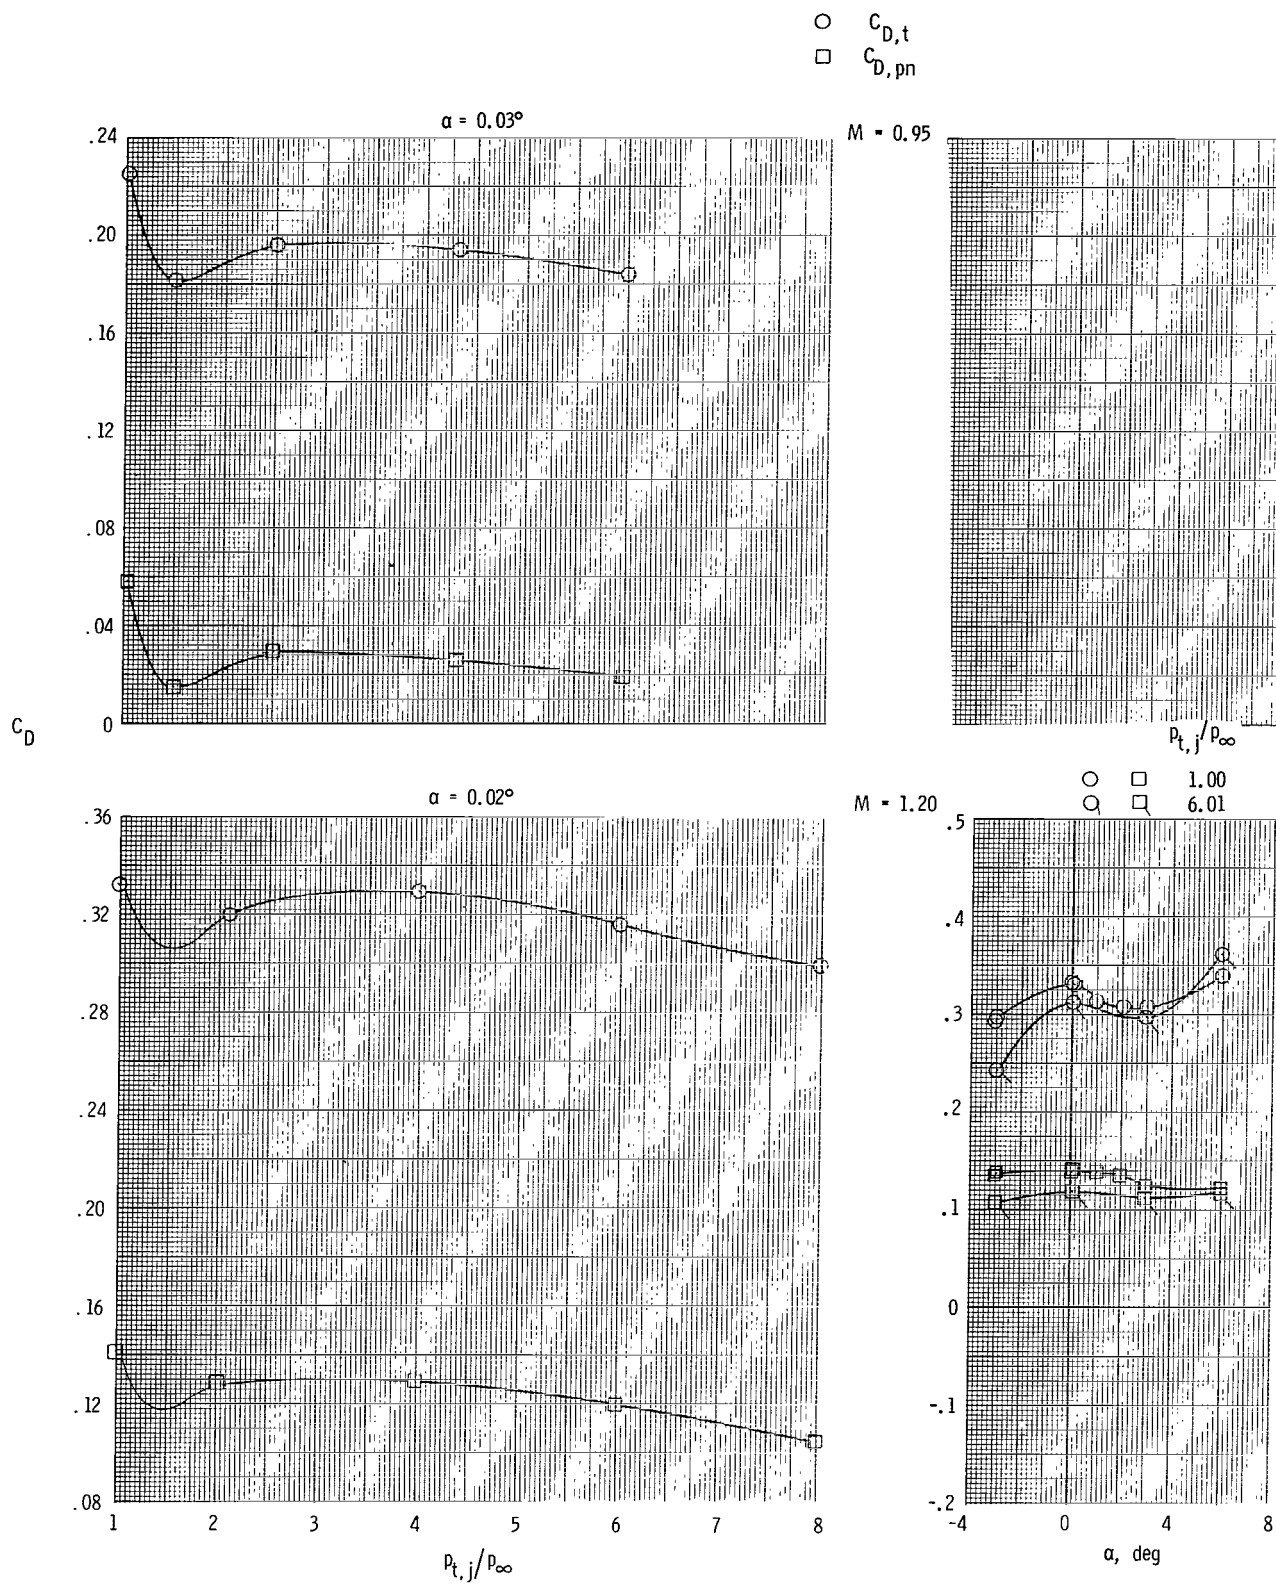 C_D,t
C_D,pn
α = 0.03°
M = 0.95
.24
.20
.16
.12
.08
.04
0
C_D
p_t,j/p_∞
1.00
6.01
α = 0.02°
M = 1.20
.36
.32
.28
.24
.20
.16
.12
.08
1 2 3 4 5 6 7 8
p_t,j/p_∞
.5
.4
.3
.2
.1
0
-.1
-.2
-4 0 4 8
α, deg